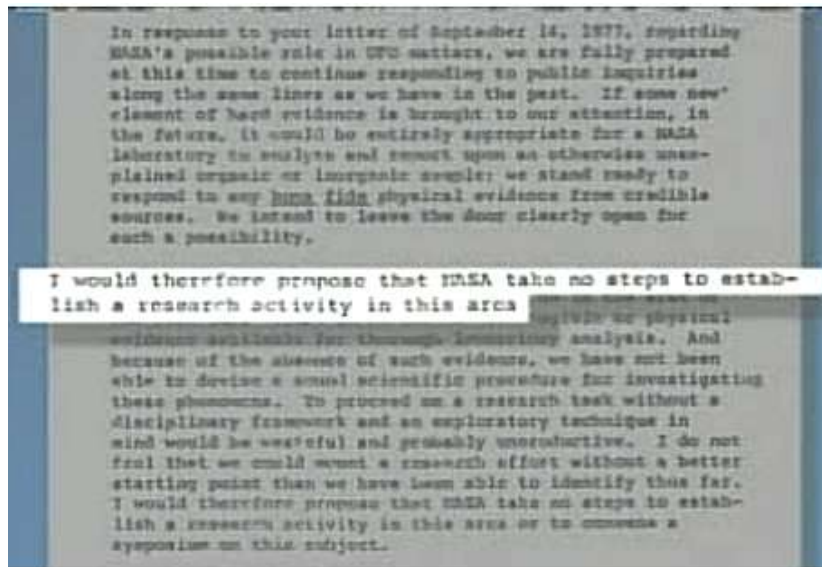 In response to your letter of September 14, 1977, regarding
NASA's possible role in UFO matters, we are fully prepared
at this time to continue responding to public inquiries
along the same lines as we have in the past. If some new
element of hard evidence is brought to our attention, in
the future, it would be entirely appropriate for a NASA
laboratory to analyze and report upon an otherwise unex-
plained organic or inorganic sample; we stand ready to
respond to any bona fide physical evidence from credible
sources. We intend to leave the door clearly open for
such a possibility.
I would therefore propose that NASA take no steps to estab-
lish a research activity in this area
or physical
evidence available for thorough laboratory analysis. And
because of the absence of such evidence, we have not been
able to devise a sound scientific procedure for investigating
these phenomena. To proceed on a research task without a
disciplinary framework and an exploratory technique in
mind would be wasteful and probably unproductive. I do not
feel that we could mount a research effort without a better
starting point than we have been able to identify thus far.
I would therefore propose that NASA take no steps to estab-
lish a research activity in this area or to convene a
symposium on this subject.